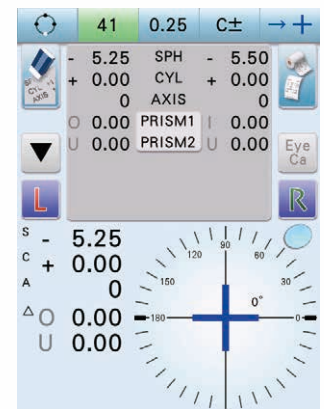 41 0.25 C± →+
- 5.25 SPH - 5.50
+ 0.00 CYL + 0.00
0 AXIS 0
O 0.00 PRISM1 I 0.00
U 0.00 PRISM2 U 0.00
CYL
AXIS
Eye
Ca
L
R
S - 5.25
C + 0.00
A 0
△ O 0.00
U 0.00
120 90 60
150 30
180 0° 0